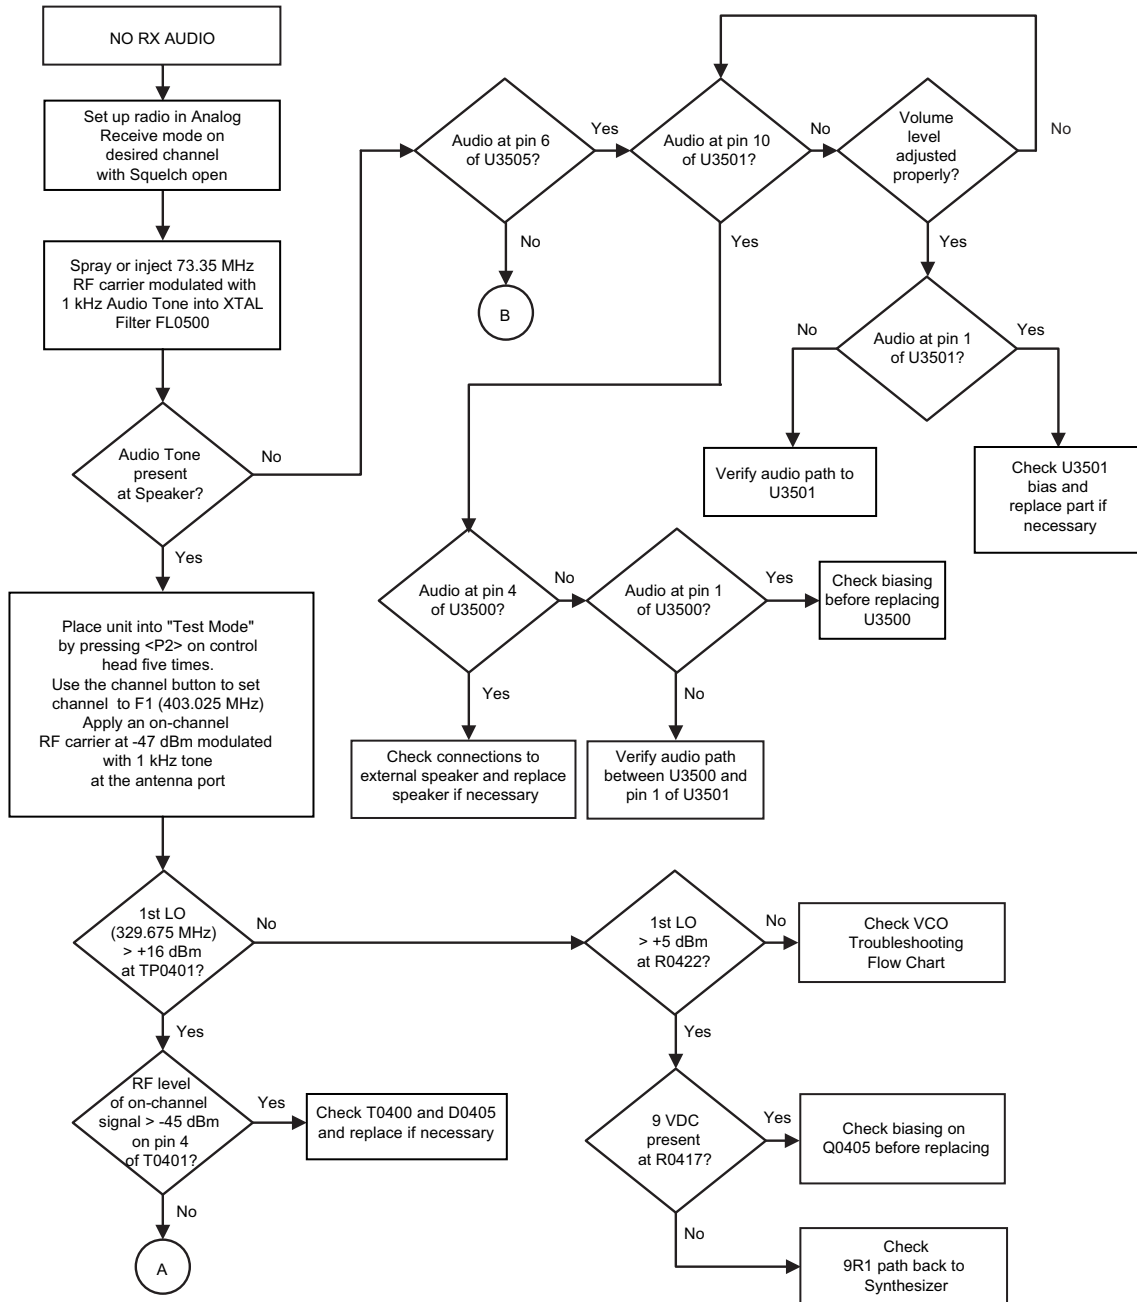 NO RX AUDIO
Set up radio in Analog
Receive mode on
desired channel
with Squelch open
Spray or inject 73.35 MHz
RF carrier modulated with
1 kHz Audio Tone into XTAL
Filter FL0500
Audio Tone
present
at Speaker?
No
Yes
Audio at pin 6
of U3505?
Yes
No
B
Audio at pin 10
of U3501?
No
Yes
Volume
level
adjusted
properly?
No
Yes
Audio at pin 1
of U3501?
No
Yes
Verify audio path to
U3501
Check U3501
bias and
replace part if
necessary
Audio at pin 4
of U3500?
No
Yes
Audio at pin 1
of U3500?
Yes
No
Check biasing
before replacing
U3500
Check connections to
external speaker and replace
speaker if necessary
Verify audio path
between U3500 and
pin 1 of U3501
Place unit into "Test Mode"
by pressing <P2> on control
head five times.
Use the channel button to set
channel to F1 (403.025 MHz)
Apply an on-channel
RF carrier at -47 dBm modulated
with 1 kHz tone
at the antenna port
1st LO
(329.675 MHz)
> +16 dBm
at TP0401?
No
Yes
1st LO
> +5 dBm
at R0422?
No
Yes
Check VCO
Troubleshooting
Flow Chart
RF level
of on-channel
signal > -45 dBm
on pin 4
of T0401?
Yes
No
Check T0400 and D0405
and replace if necessary
A
9 VDC
present
at R0417?
Yes
No
Check biasing on
Q0405 before replacing
Check
9R1 path back to
Synthesizer